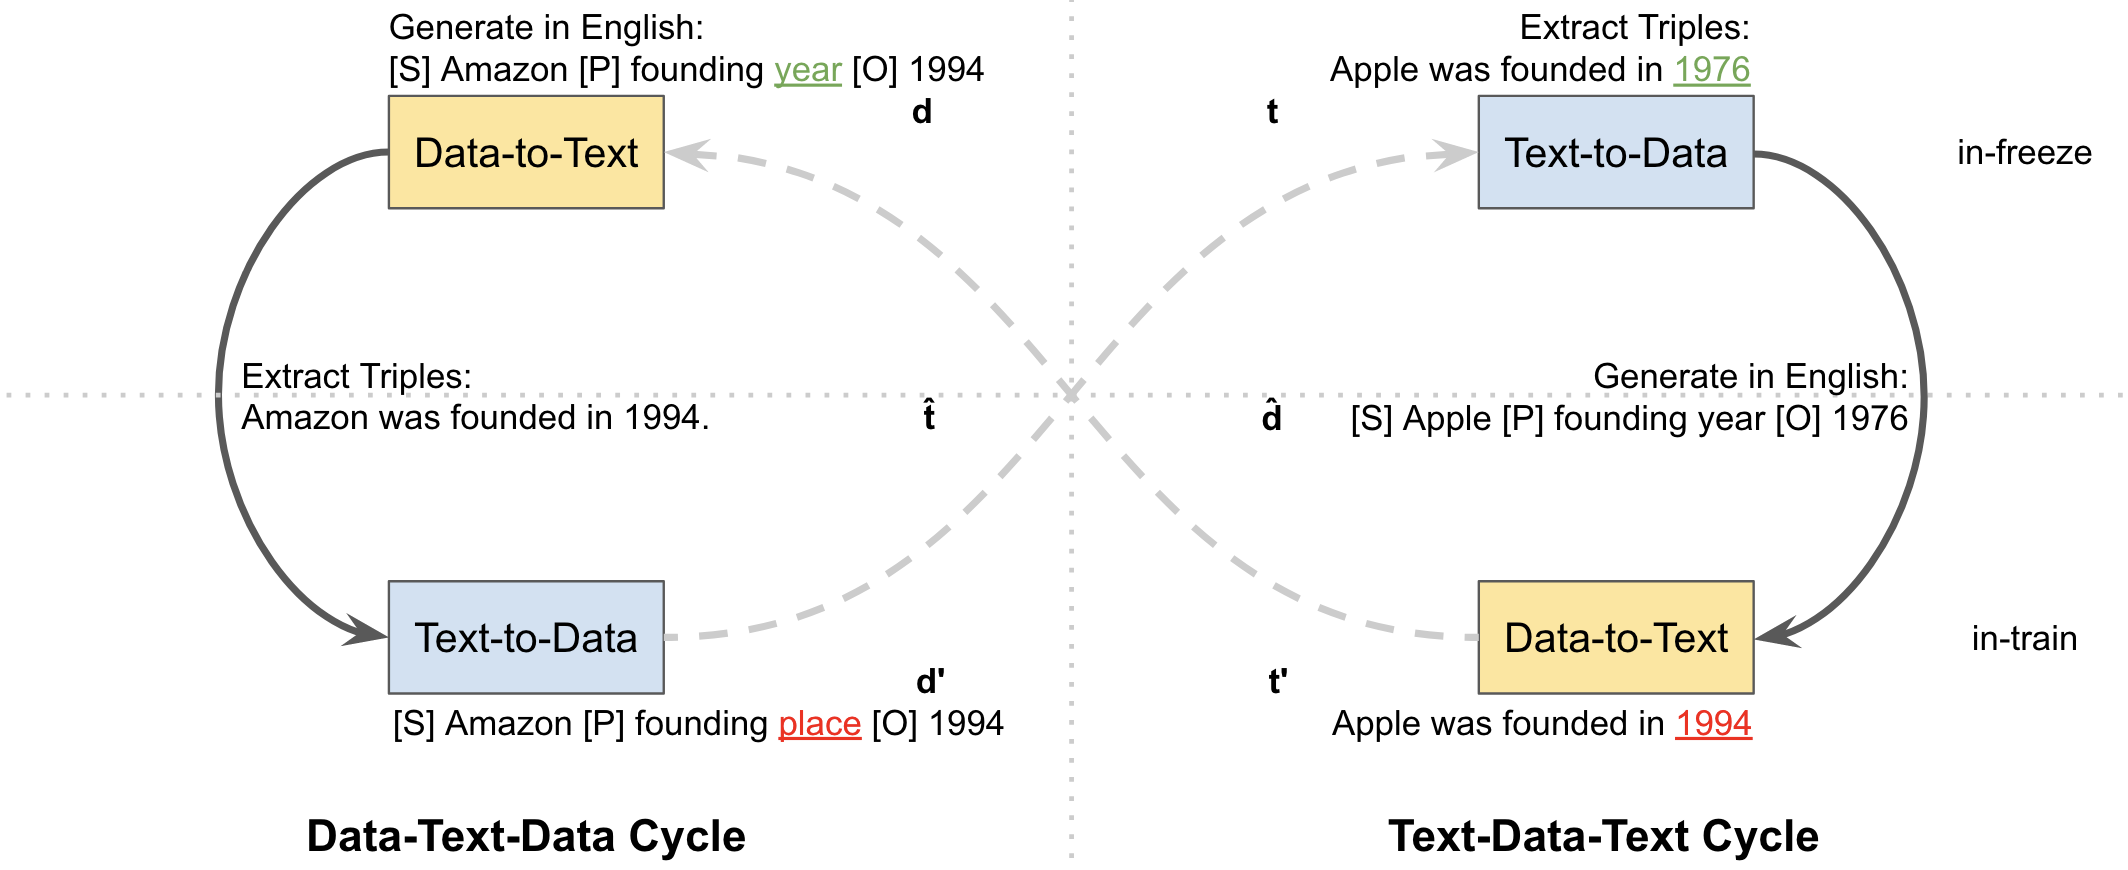 Generate in English:
[S] Amazon [P] founding year [O] 1994
d
Data-to-Text
Extract Triples:
Amazon was founded in 1994.
t̂
Text-to-Data
d'
[S] Amazon [P] founding place [O] 1994
Data-Text-Data Cycle
Extract Triples:
Apple was founded in 1976
t
Text-to-Data
in-freeze
Generate in English:
d̂ [S] Apple [P] founding year [O] 1976
Data-to-Text
in-train
t'
Apple was founded in 1994
Text-Data-Text Cycle